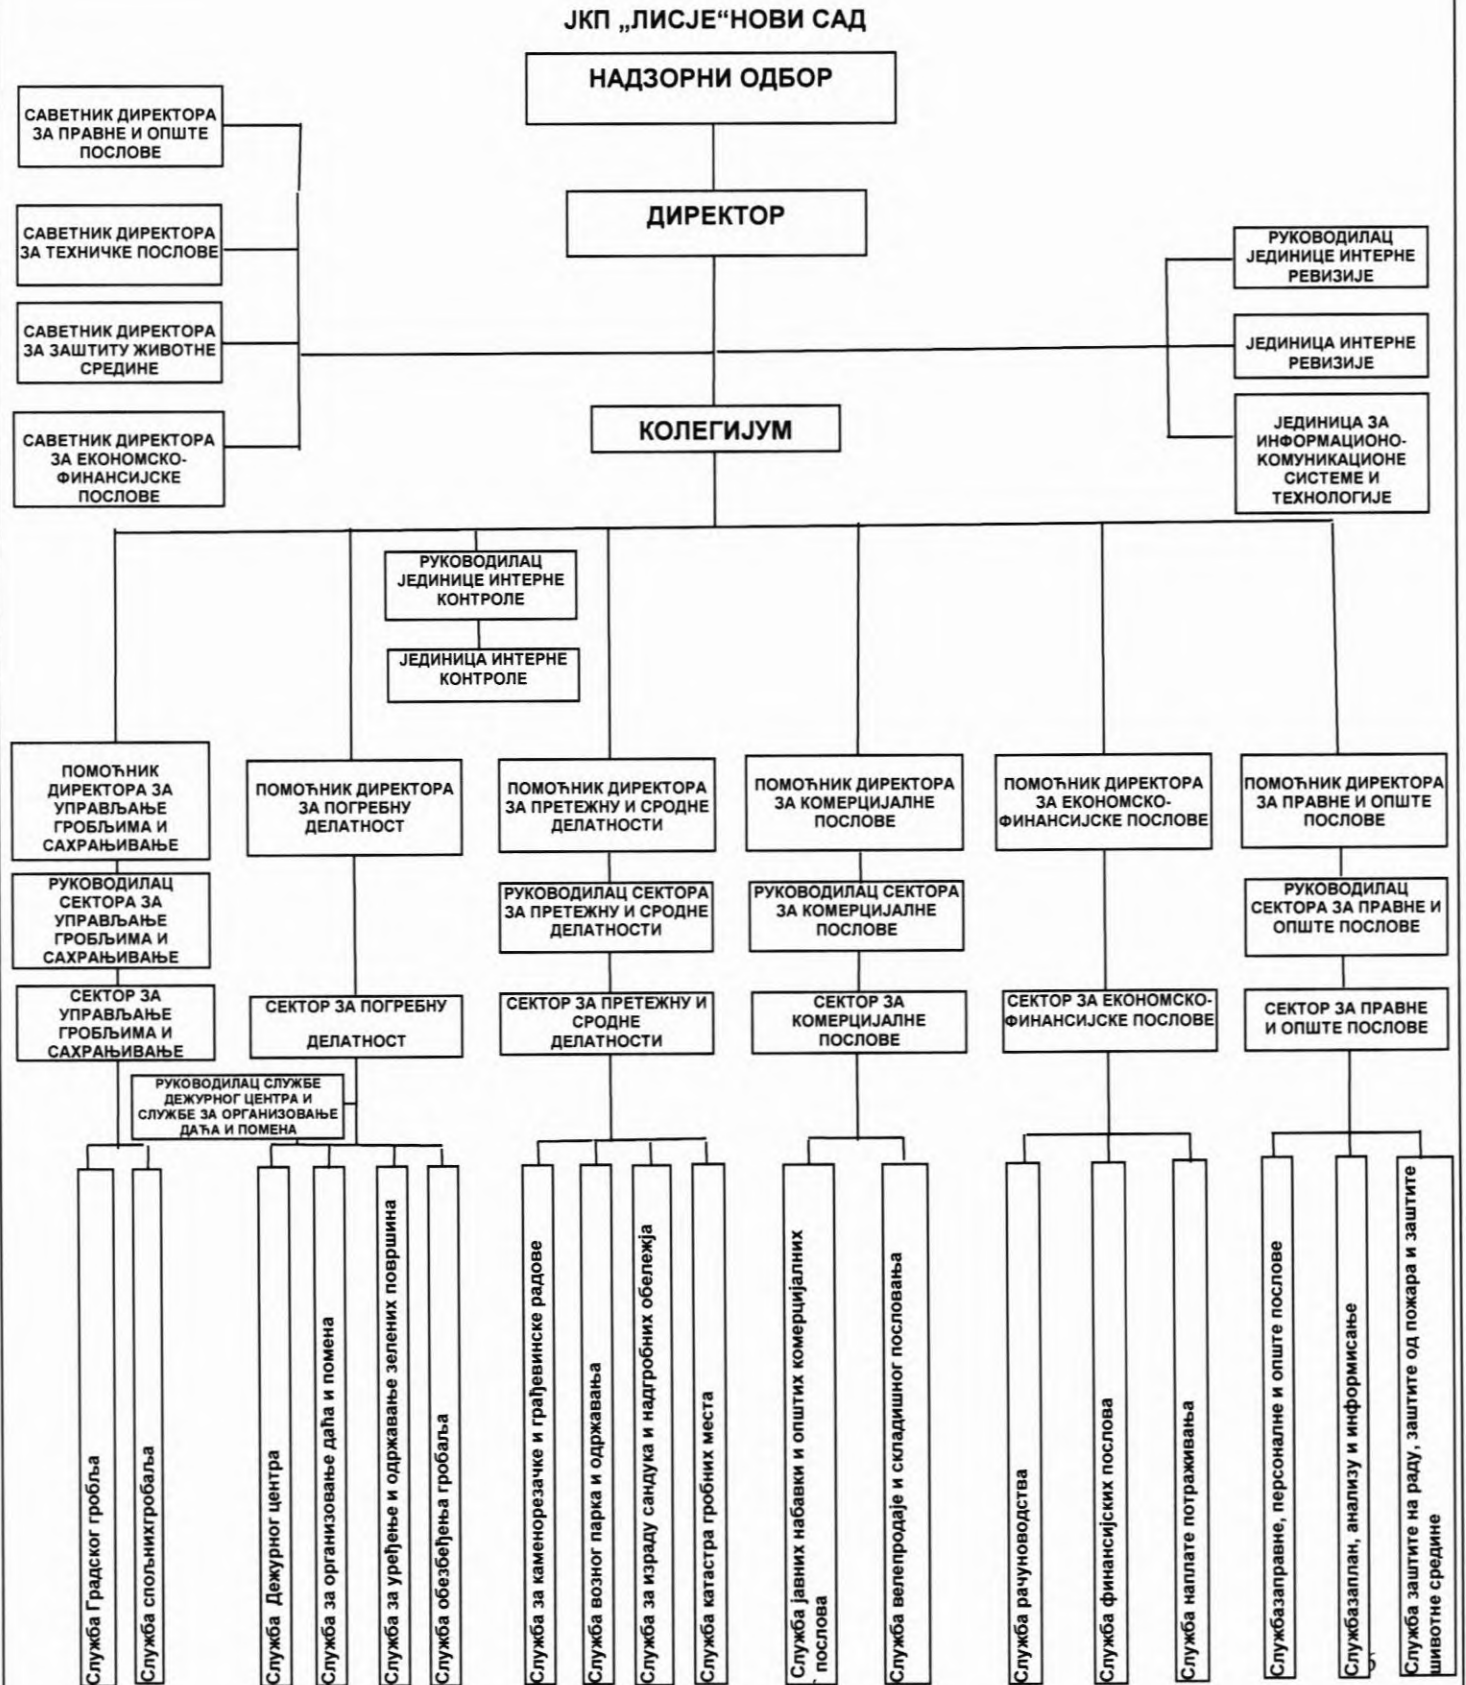 ЈКП „ЛИСЈЕ“НОВИ САД
НАДЗОРНИ ОДБОР
ДИРЕКТОР
КОЛЕГИЈУМ
САВЕТНИК ДИРЕКТОРА
ЗА ПРАВНЕ И ОПШТЕ
ПОСЛОВЕ
САВЕТНИК ДИРЕКТОРА
ЗА ТЕХНИЧКЕ ПОСЛОВЕ
САВЕТНИК ДИРЕКТОРА
ЗА ЗАШТИТУ ЖИВОТНЕ
СРЕДИНЕ
САВЕТНИК ДИРЕКТОРА
ЗА ЕКОНОМСКО-
ФИНАНСИЈСКЕ
ПОСЛОВЕ
РУКОВОДИЛАЦ
ЈЕДИНИЦЕ ИНТЕРНЕ
РЕВИЗИЈЕ
ЈЕДИНИЦА ИНТЕРНЕ
РЕВИЗИЈЕ
ЈЕДИНИЦА ЗА
ИНФОРМАЦИОНО-
КОМУНИКАЦИОНЕ
СИСТЕМЕ И
ТЕХНОЛОГИЈЕ
РУКОВОДИЛАЦ
ЈЕДИНИЦЕ ИНТЕРНЕ
КОНТРОЛЕ
ЈЕДИНИЦА ИНТЕРНЕ
КОНТРОЛЕ
ПОМОЋНИК
ДИРЕКТОРА ЗА
УПРАВЉАЊЕ
ГРОБЉИМА И
САХРАЊИВАЊЕ
ПОМОЋНИК ДИРЕКТОРА
ЗА ПОГРЕБНУ
ДЕЛАТНОСТ
ПОМОЋНИК ДИРЕКТОРА
ЗА ПРЕТЕЖНУ И СРОДНЕ
ДЕЛАТНОСТИ
ПОМОЋНИК ДИРЕКТОРА
ЗА КОМЕРЦИЈАЛНЕ
ПОСЛОВЕ
ПОМОЋНИК ДИРЕКТОРА
ЗА ЕКОНОМСКО-
ФИНАНСИЈСКЕ ПОСЛОВЕ
ПОМОЋНИК ДИРЕКТОРА
ЗА ПРАВНЕ И ОПШТЕ
ПОСЛОВЕ
РУКОВОДИЛАЦ
СЕКТОРА ЗА
УПРАВЉАЊЕ
ГРОБЉИМА И
САХРАЊИВАЊЕ
РУКОВОДИЛАЦ СЕКТОРА
ЗА ПРЕТЕЖНУ И СРОДНЕ
ДЕЛАТНОСТИ
РУКОВОДИЛАЦ СЕКТОРА
ЗА КОМЕРЦИЈАЛНЕ
ПОСЛОВЕ
РУКОВОДИЛАЦ
СЕКТОРА ЗА ПРАВНЕ И
ОПШТЕ ПОСЛОВЕ
СЕКТОР ЗА
УПРАВЉАЊЕ
ГРОБЉИМА И
САХРАЊИВАЊЕ
СЕКТОР ЗА ПОГРЕБНУ
ДЕЛАТНОСТ
СЕКТОР ЗА ПРЕТЕЖНУ И
СРОДНЕ
ДЕЛАТНОСТИ
СЕКТОР ЗА
КОМЕРЦИЈАЛНЕ
ПОСЛОВЕ
СЕКТОР ЗА ЕКОНОМСКО-
ФИНАНСИЈСКЕ ПОСЛОВЕ
СЕКТОР ЗА ПРАВНЕ
И ОПШТЕ ПОСЛОВЕ
РУКОВОДИЛАЦ СЛУЖБЕ
ДЕЖУРНОГ ЦЕНТРА И
СЛУЖБЕ ЗА ОРГАНИЗОВАЊЕ
ДАЋА И ПОМЕНА
Служба Градског гробља
Служба спољнихгробаља
Служба Дежурног центра
Служба за организовање даћа и помена
Служба за уређење и одржавање зелених површина
Служба обезбеђења гробаља
Служба за каменорезачке и грађевинске радове
Служба возног парка и одржавања
Служба за израду сандука и надгробних обележја
Служба катастра гробних места
Служба јавних набавки и општих комерцијалних
послова
Служба велепродаје и складишног пословања
Служба рачуноводства
Служба финансијских послова
Служба наплате потраживања
Службазаправне, персоналне и опште послове
Службазаплан, анализу и информисање
Служба заштите на раду, заштите од пожара и заштите
животне средине